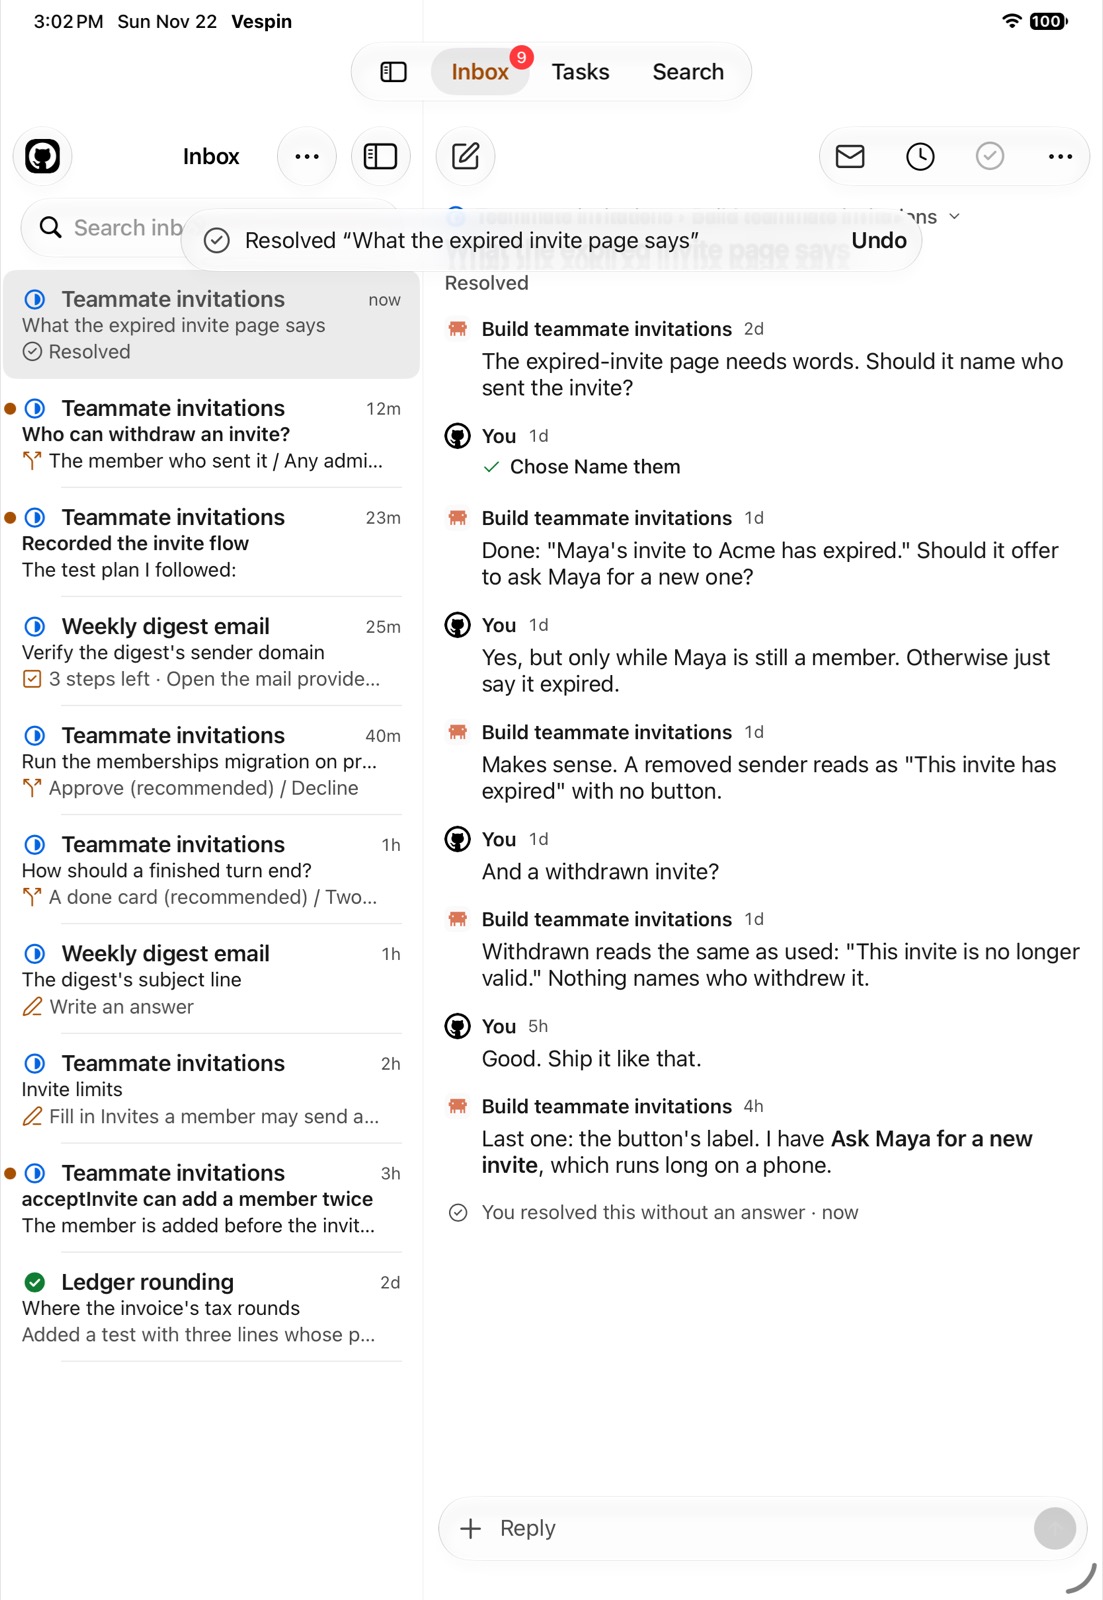 3:02 PM Sun Nov 22 Vespin
100
Inbox
9
Tasks
Search
Inbox
Search inb
Resolved “What the expired invite page says”
Undo
Teammate invitations
now
What the expired invite page says
Resolved
Teammate invitations
12m
Who can withdraw an invite?
The member who sent it / Any admi...
Teammate invitations
23m
Recorded the invite flow
The test plan I followed:
Weekly digest email
25m
Verify the digest's sender domain
3 steps left · Open the mail provide...
Teammate invitations
40m
Run the memberships migration on pr...
Approve (recommended) / Decline
Teammate invitations
1h
How should a finished turn end?
A done card (recommended) / Two...
Weekly digest email
1h
The digest's subject line
Write an answer
Teammate invitations
2h
Invite limits
Fill in Invites a member may send a...
Teammate invitations
3h
acceptInvite can add a member twice
The member is added before the invit...
Ledger rounding
2d
Where the invoice's tax rounds
Added a test with three lines whose p...
Teammate invitations · Build teammate invitations
What the expired invite page says
Resolved
Build teammate invitations 2d
The expired-invite page needs words. Should it name who
sent the invite?
You 1d
Chose Name them
Build teammate invitations 1d
Done: "Maya's invite to Acme has expired." Should it offer
to ask Maya for a new one?
You 1d
Yes, but only while Maya is still a member. Otherwise just
say it expired.
Build teammate invitations 1d
Makes sense. A removed sender reads as "This invite has
expired" with no button.
You 1d
And a withdrawn invite?
Build teammate invitations 1d
Withdrawn reads the same as used: "This invite is no longer
valid." Nothing names who withdrew it.
You 5h
Good. Ship it like that.
Build teammate invitations 4h
Last one: the button's label. I have Ask Maya for a new
invite, which runs long on a phone.
You resolved this without an answer · now
Reply